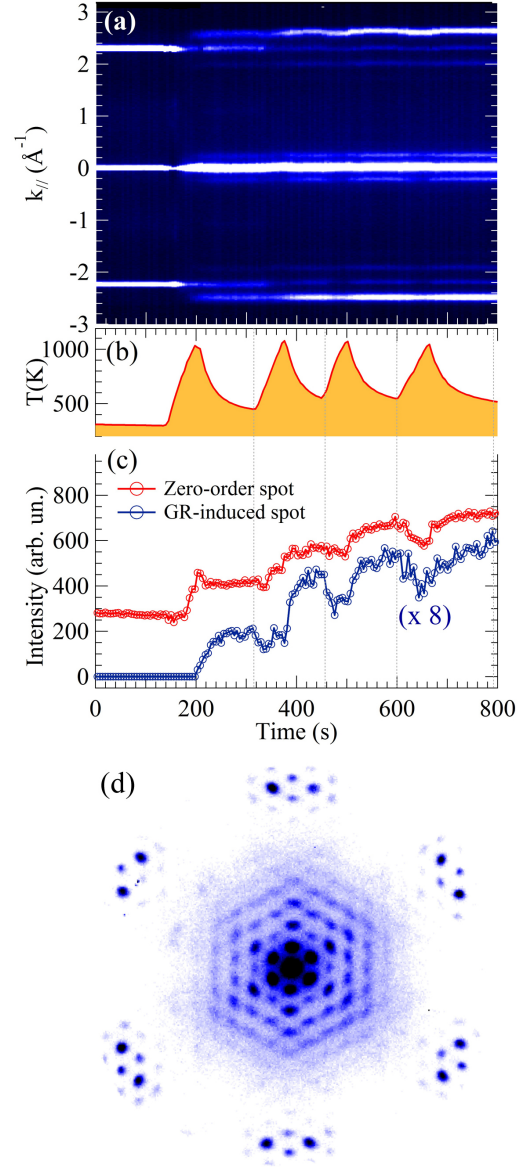 (a)
3
2
1
0
-1
-2
-3
k// (Å-1)
(b)
1000
500
T(K)
(c)
Zero-order spot
GR-induced spot
800
600
400
200
0
Intensity (arb. un.)
(x 8)
0 200 400 600 800
Time (s)
(d)